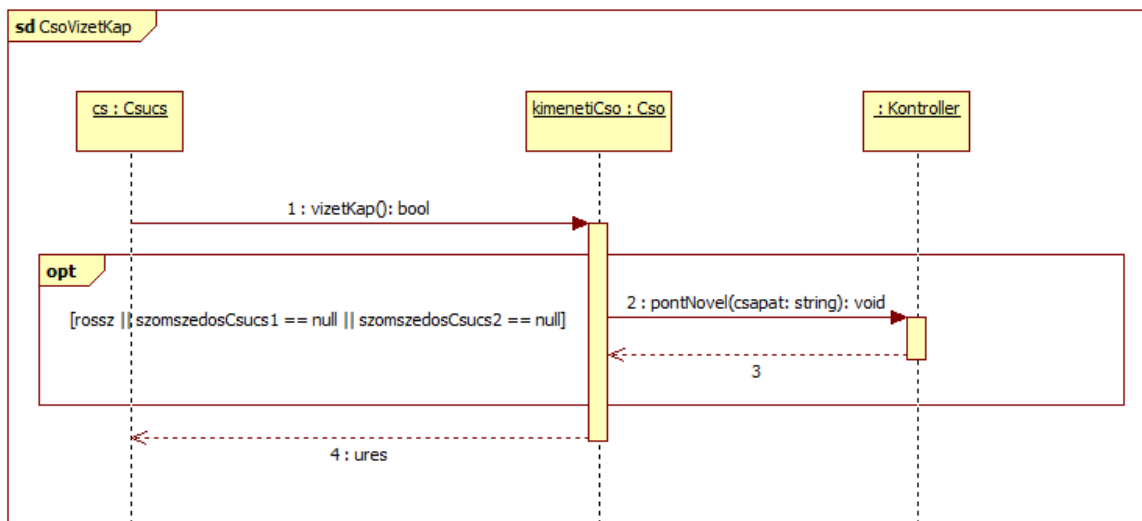 sd CsoVizetKap
cs : Csucs
kimenetiCso : Cso
: Kontroller
1 : vizetKap(): bool
opt
[rossz || szomszedosCsucs1 == null || szomszedosCsucs2 == null]
2 : pontNovel(csapat: string): void
3
4 : ures